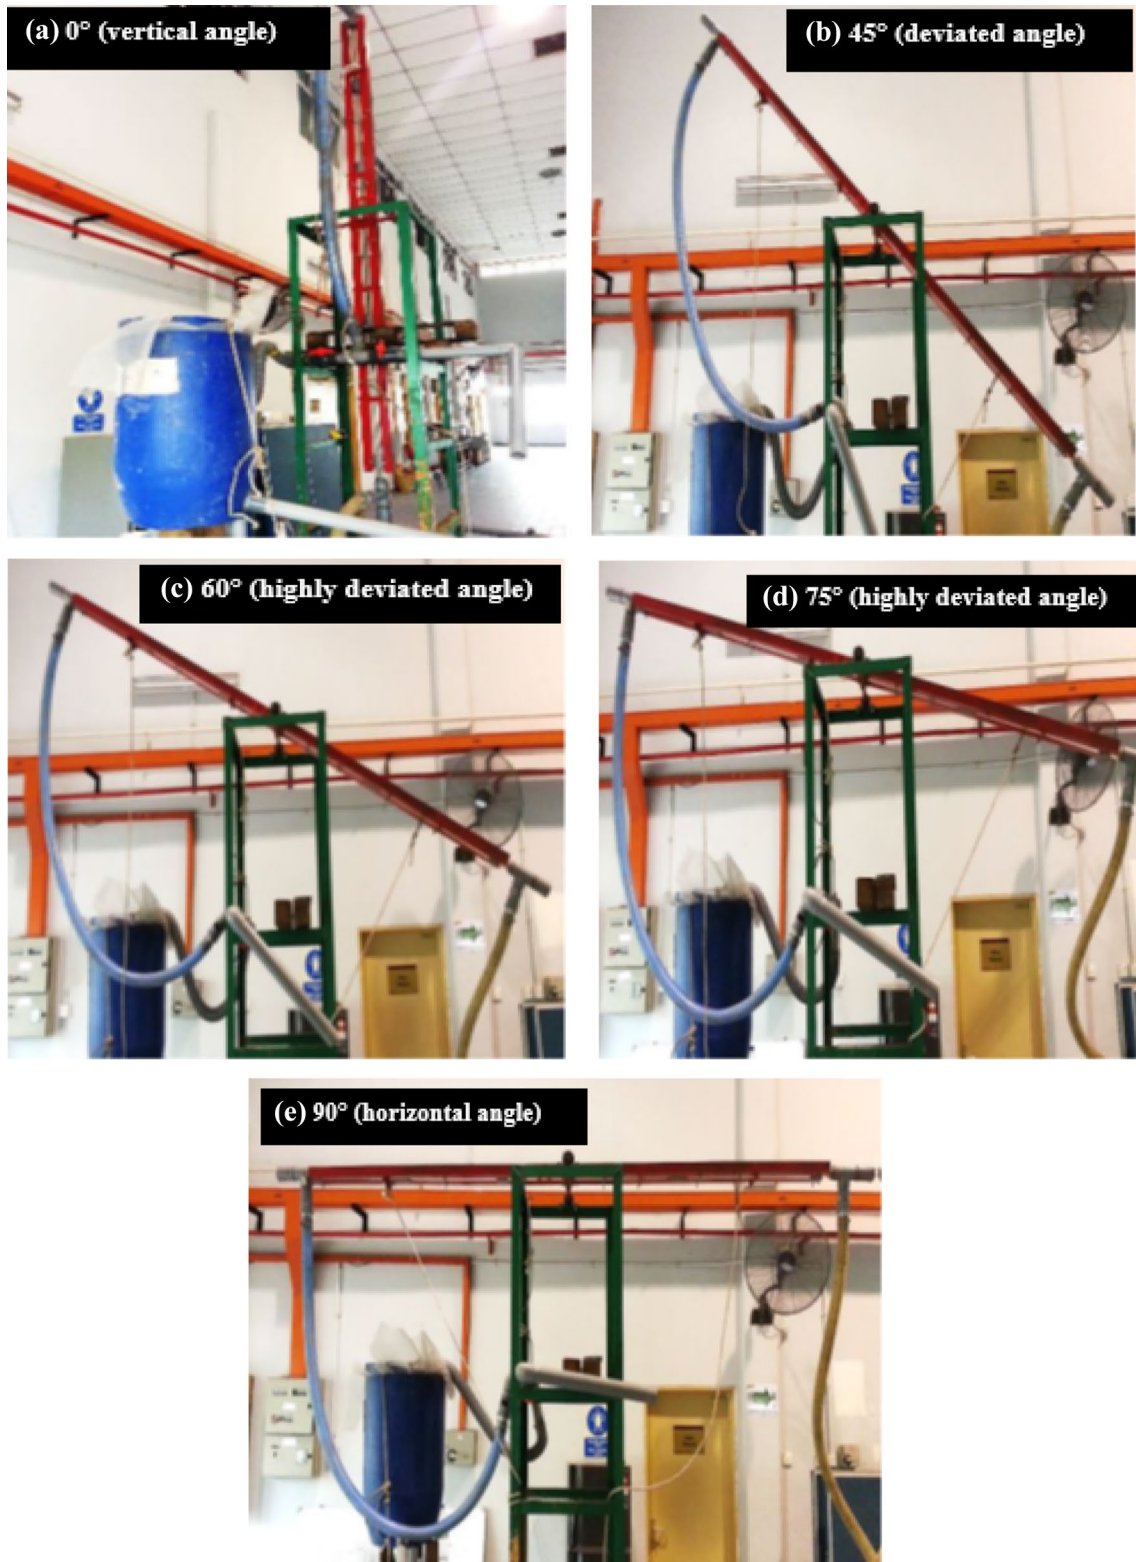 (a) 0° (vertical angle)
(b) 45° (deviated angle)
(c) 60° (highly deviated angle)
(d) 75° (highly deviated angle)
(e) 90° (horizontal angle)